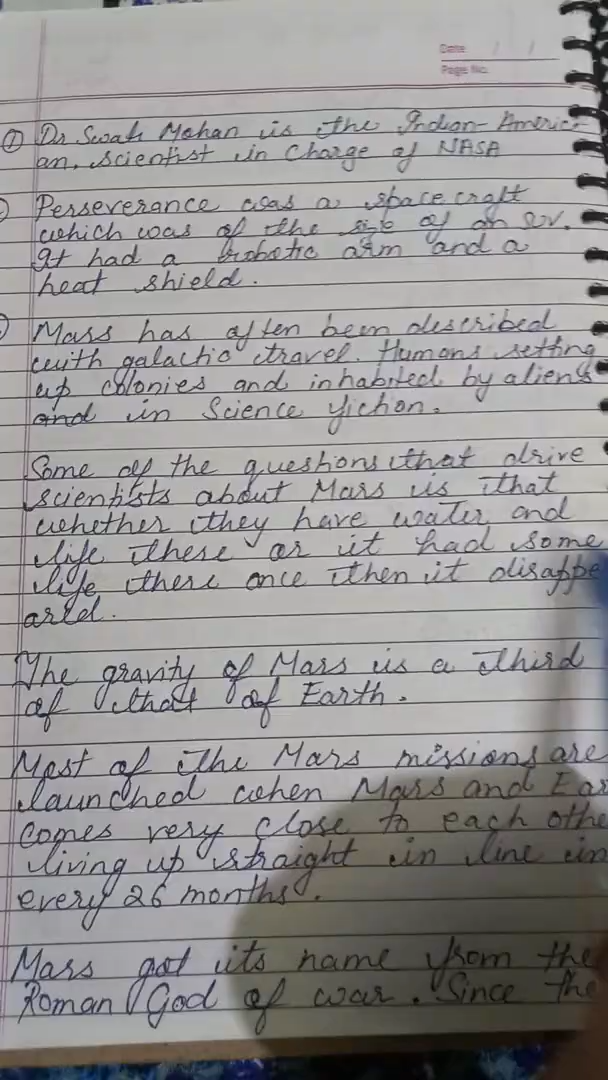 Date / /
Page No.
① Dr Swati Mohan is the Indian-Americ
an, scientist in Charge of NASA
Perseverance was a spacecraft
which was of the size of an SUV.
It had a robotic arm and a
heat shield.
Mars has often been described
with galactic travel. Humans setting
up colonies and inhabited by aliens
and in Science fiction.
Some of the questions that drive
scientists about Mars is that
whether they have water and
life there or it had some
life there once then it disappe
ared.
The gravity of Mars is a third
of that of Earth.
Most of the Mars missions are
launched when Mars and Ear
comes very close to each othe
living up straight in line in
every 26 months.
Mars got its name from the
Roman God of war. Since the